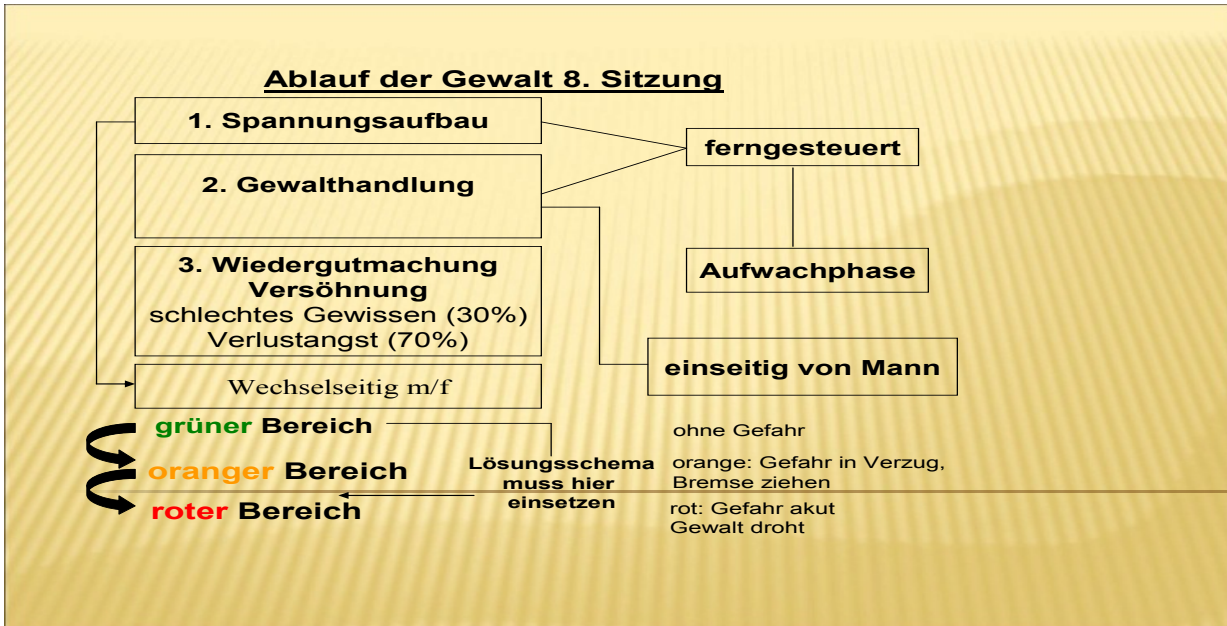 Ablauf der Gewalt 8. Sitzung
1. Spannungsaufbau
ferngesteuert
2. Gewalthandlung
3. Wiedergutmachung
Versöhnung
schlechtes Gewissen (30%)
Verlustangst (70%)
Aufwachphase
einseitig von Mann
Wechselseitig m/f
grüner Bereich
ohne Gefahr
oranger Bereich
Lösungsschema
muss hier
einsetzen
orange: Gefahr in Verzug,
Bremse ziehen
roter Bereich
rot: Gefahr akut
Gewalt droht